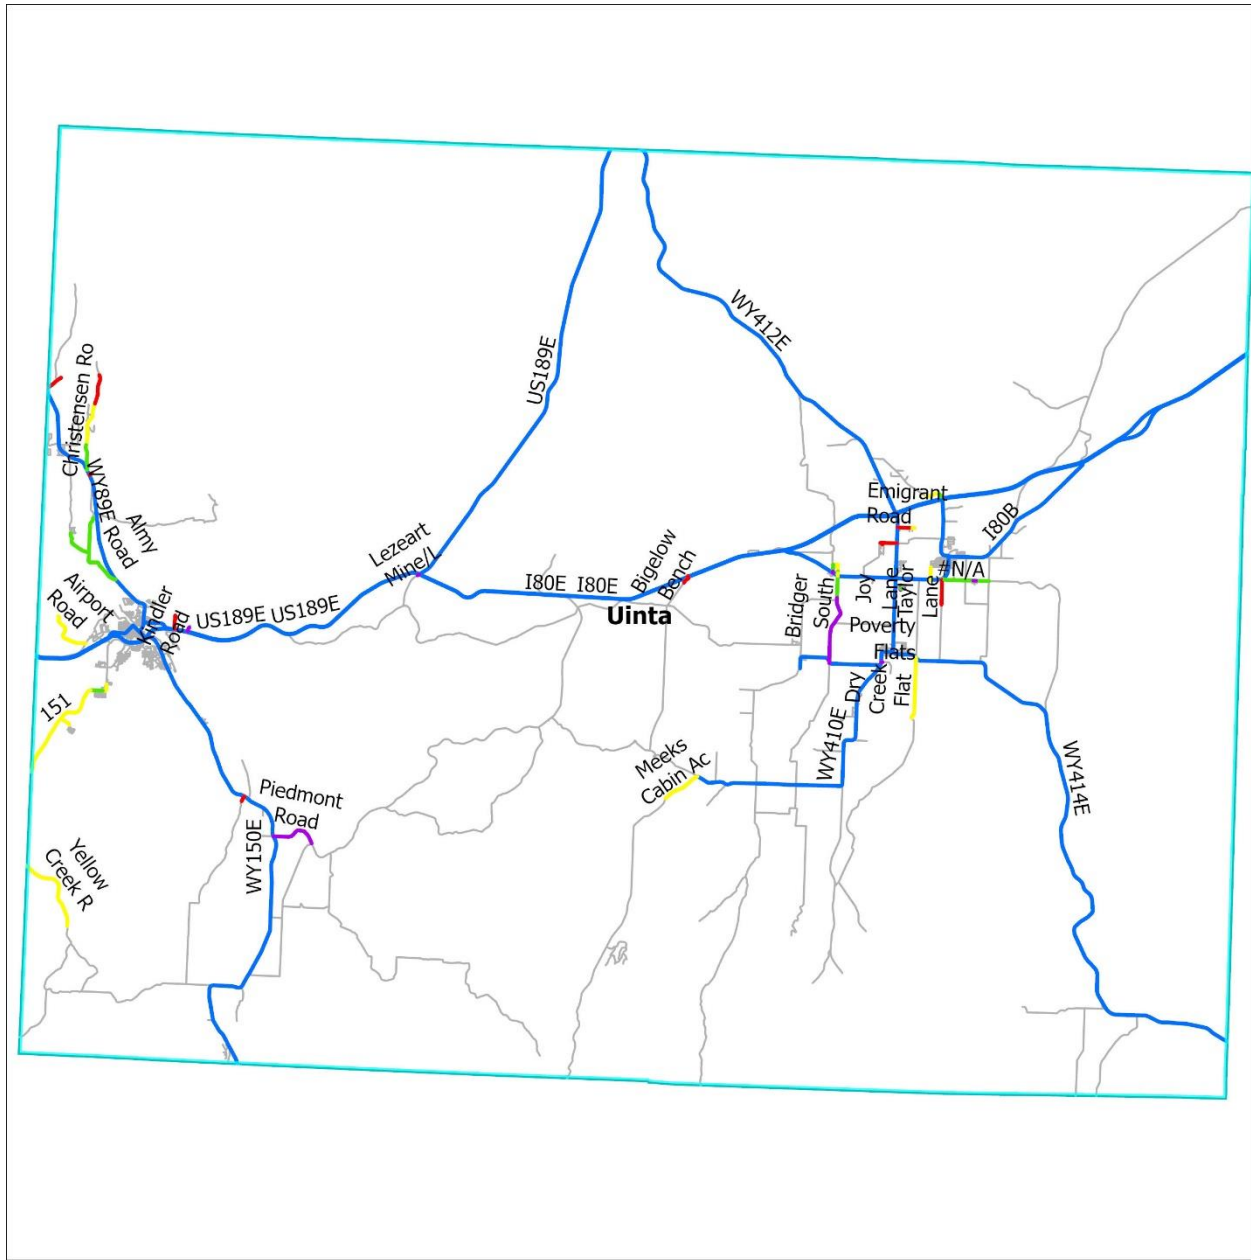 WY412E
US189E
Christensen Ro
WY89E Road
Almy
Emigrant
Road
I80B
#N/A
Lezeart
Mine/L
Bigelow
Bench
I80E I80E
Uinta
Airport
Road
Kindler
Road
US189E US189E
Bridger
South
Joy
Lane
Taylor
Lane
Poverty
Flats
Dry
Creek
Flat
WY410E
151
Meeks
Cabin Ac
WY414E
Piedmont
Road
WY150E
Yellow
Creek R